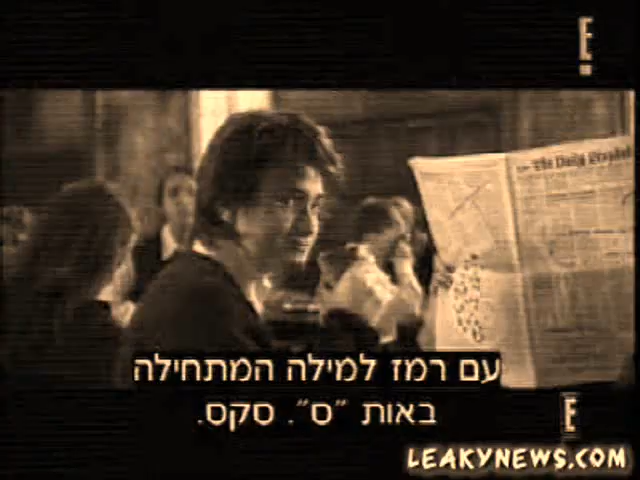 E!
The Daily Prophet
עם רמז למילה המתחילה
באות "ס". סקס.
E!
LEAKYNEWS.COM